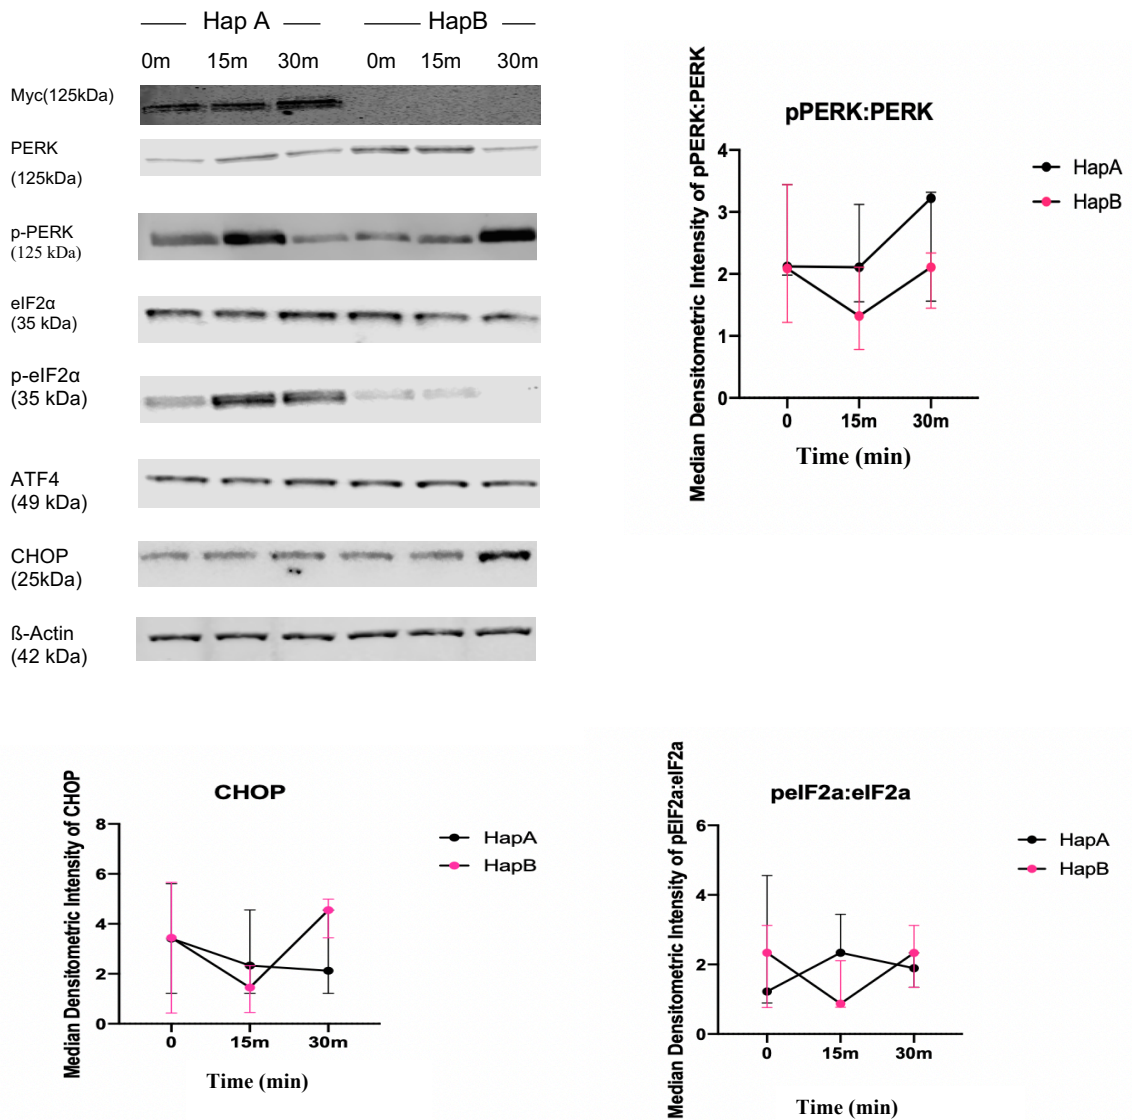 Hap A HapB
0m 15m 30m 0m 15m 30m
Myc(125kDa)
PERK
(125kDa)
p-PERK
(125 kDa)
eIF2α
(35 kDa)
p-eIF2α
(35 kDa)
ATF4
(49 kDa)
CHOP
(25kDa)
ß-Actin
(42 kDa)
pPERK:PERK
Median Densitometric Intensity of pPERK:PERK
4
3
2
1
0
0 15m 30m
Time (min)
HapA
HapB
CHOP
Median Densitometric Intensity of CHOP
8
6
4
2
0
0 15m 30m
Time (min)
HapA
HapB
peIF2a:eIF2a
Median Densitometric Intensity of pEIF2a:eIF2a
6
4
2
0
0 15m 30m
Time (min)
HapA
HapB